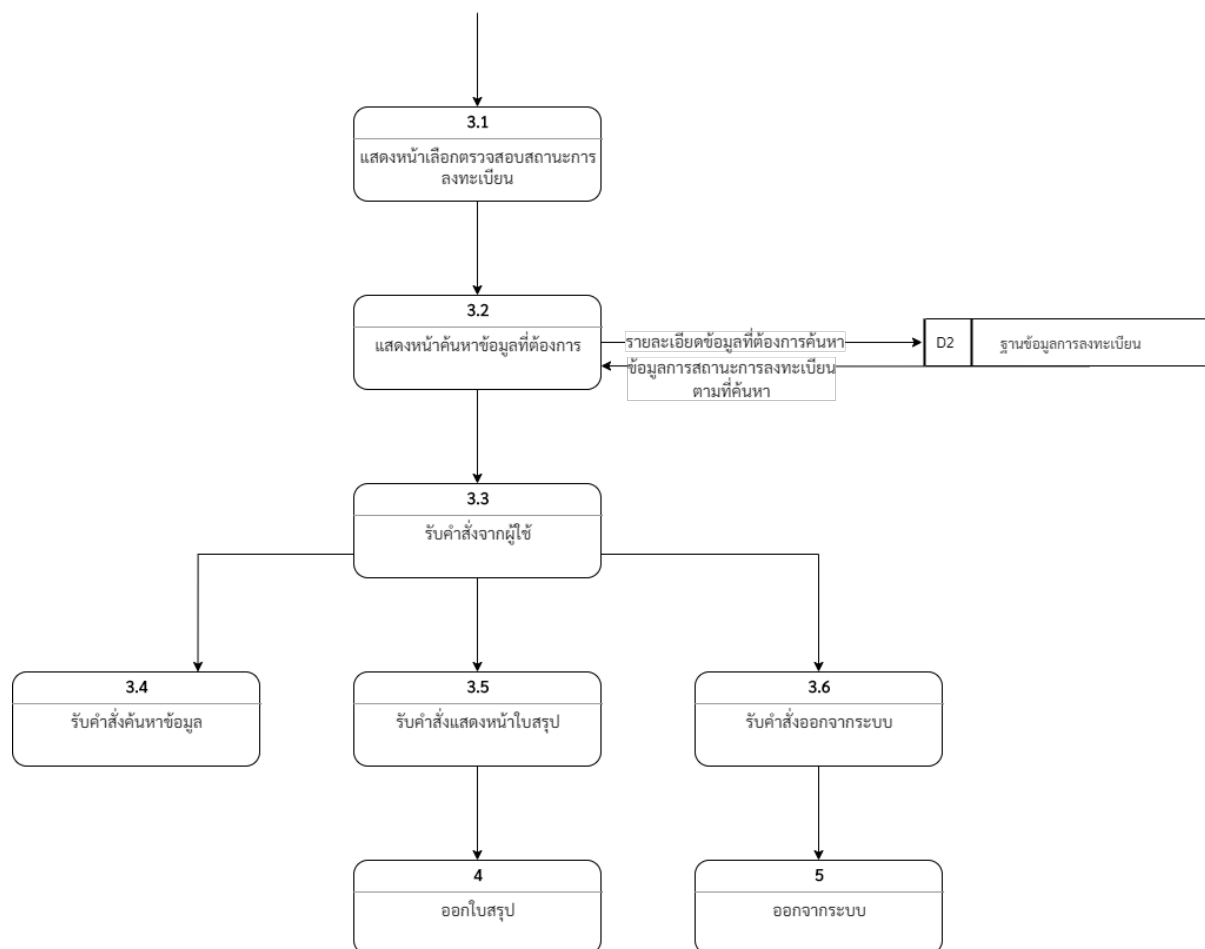 3.1
แสดงหน้าเลือกตรวจสอบสถานะการ
ลงทะเบียน
3.2
แสดงหน้าค้นหาข้อมูลที่ต้องการ
รายละเอียดข้อมูลที่ต้องการค้นหา
D2
ฐานข้อมูลการลงทะเบียน
ข้อมูลการสถานะการลงทะเบียน
ตามที่ค้นหา
3.3
รับคำสั่งจากผู้ใช้
3.4
รับคำสั่งค้นหาข้อมูล
3.5
รับคำสั่งแสดงหน้าใบสรุป
3.6
รับคำสั่งออกจากระบบ
4
ออกใบสรุป
5
ออกจากระบบ